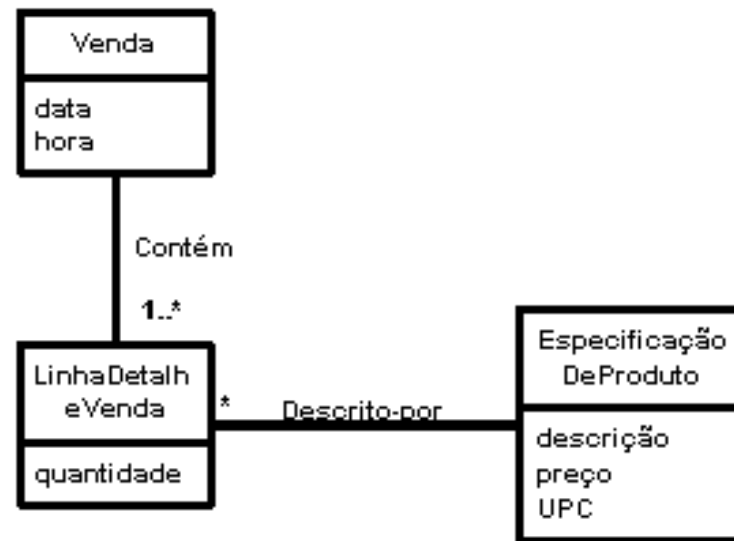 Venda
data
hora
Contém
1..*
LinhaDetalh
eVenda
quantidade
*
Descrito-por
Especificação
DeProduto
descrição
preço
UPC